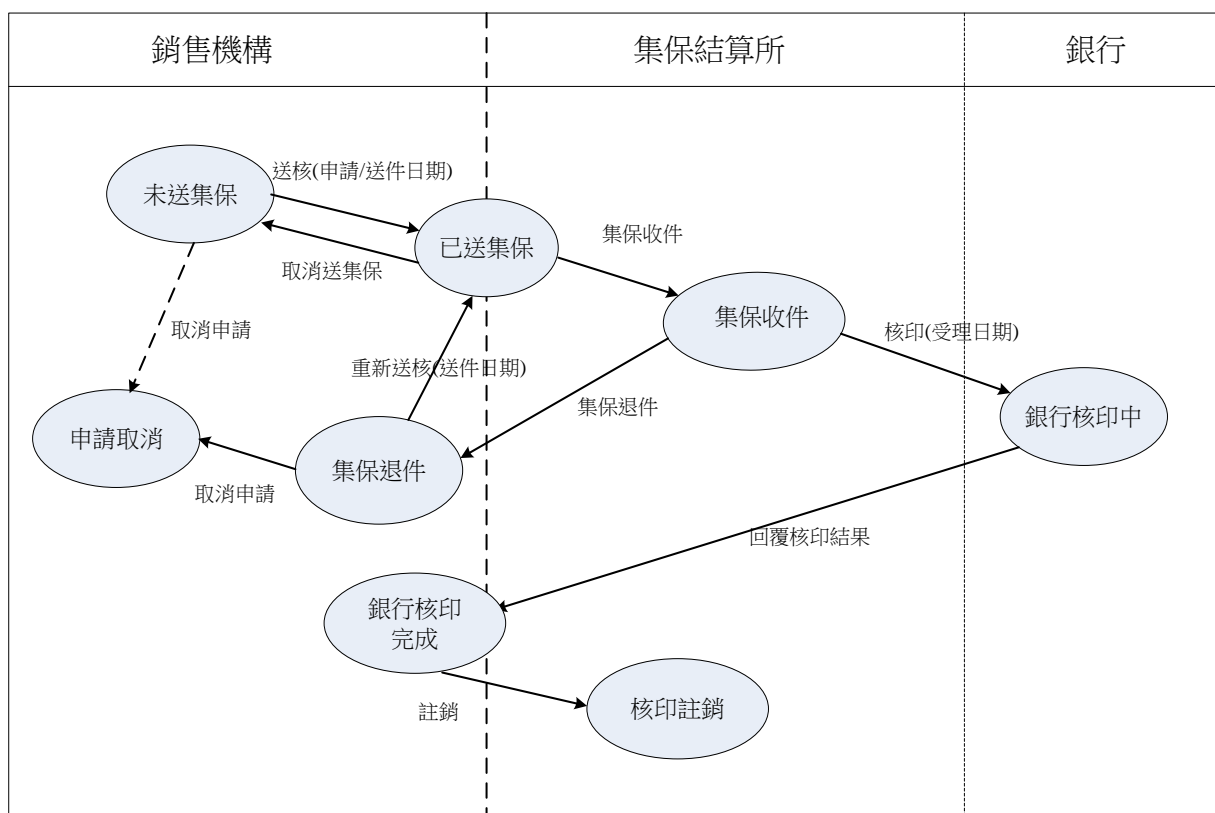 銷售機構
集保結算所
銀行
送核(申請/送件日期)
未送集保
已送集保
集保收件
取消送集保
集保收件
取消申請
核印(受理日期)
重新送核(送件日期)
集保退件
銀行核印中
申請取消
集保退件
取消申請
回覆核印結果
銀行核印
完成
註銷
核印註銷